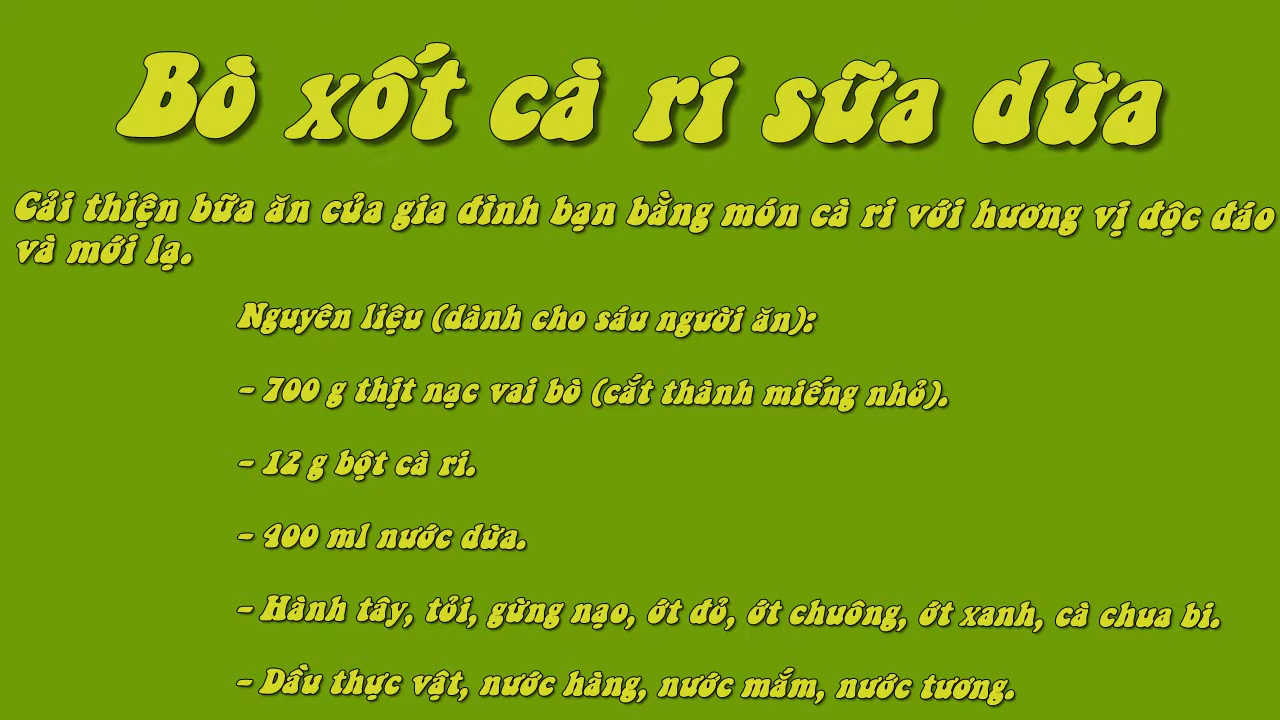 Bò xốt cà ri sữa dừa
Cải thiện bữa ăn của gia đình bạn bằng món cà ri với hương vị độc đáo
và mới lạ.
Nguyên liệu (dành cho sáu người ăn):
- 700 g thịt nạc vai bò (cắt thành miếng nhỏ).
- 12 g bột cà ri.
- 400 ml nước dừa.
- Hành tây, tỏi, gừng nạo, ớt đỏ, ớt chuông, ớt xanh, cà chua bi.
- Dầu thực vật, nước hàng, nước mắm, nước tương.